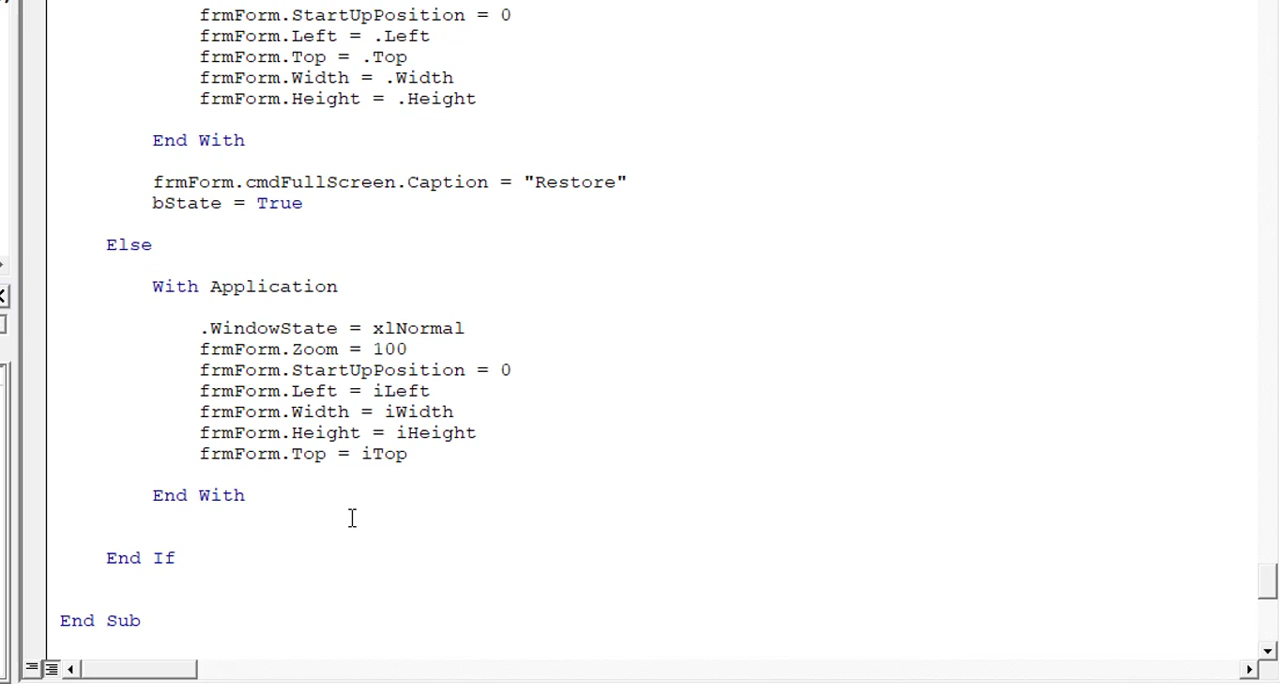 frmForm.StartUpPosition = 0
frmForm.Left = .Left
frmForm.Top = .Top
frmForm.Width = .Width
frmForm.Height = .Height
End With
frmForm.cmdFullScreen.Caption = "Restore"
bState = True
Else
With Application
.WindowState = xlNormal
frmForm.Zoom = 100
frmForm.StartUpPosition = 0
frmForm.Left = iLeft
frmForm.Width = iWidth
frmForm.Height = iHeight
frmForm.Top = iTop
End With
End If
End Sub